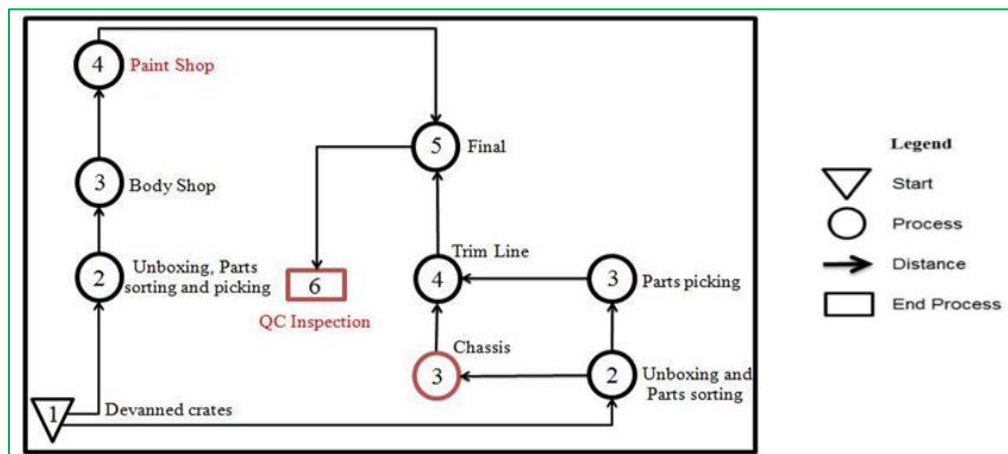 4 Paint Shop
5 Final
3 Body Shop
2 Unboxing, Parts
sorting and picking
6
QC Inspection
Trim Line
4
3 Parts picking
Chassis
3
2 Unboxing and
Parts sorting
1 Devanned crates
Legend
Start
Process
Distance
End Process